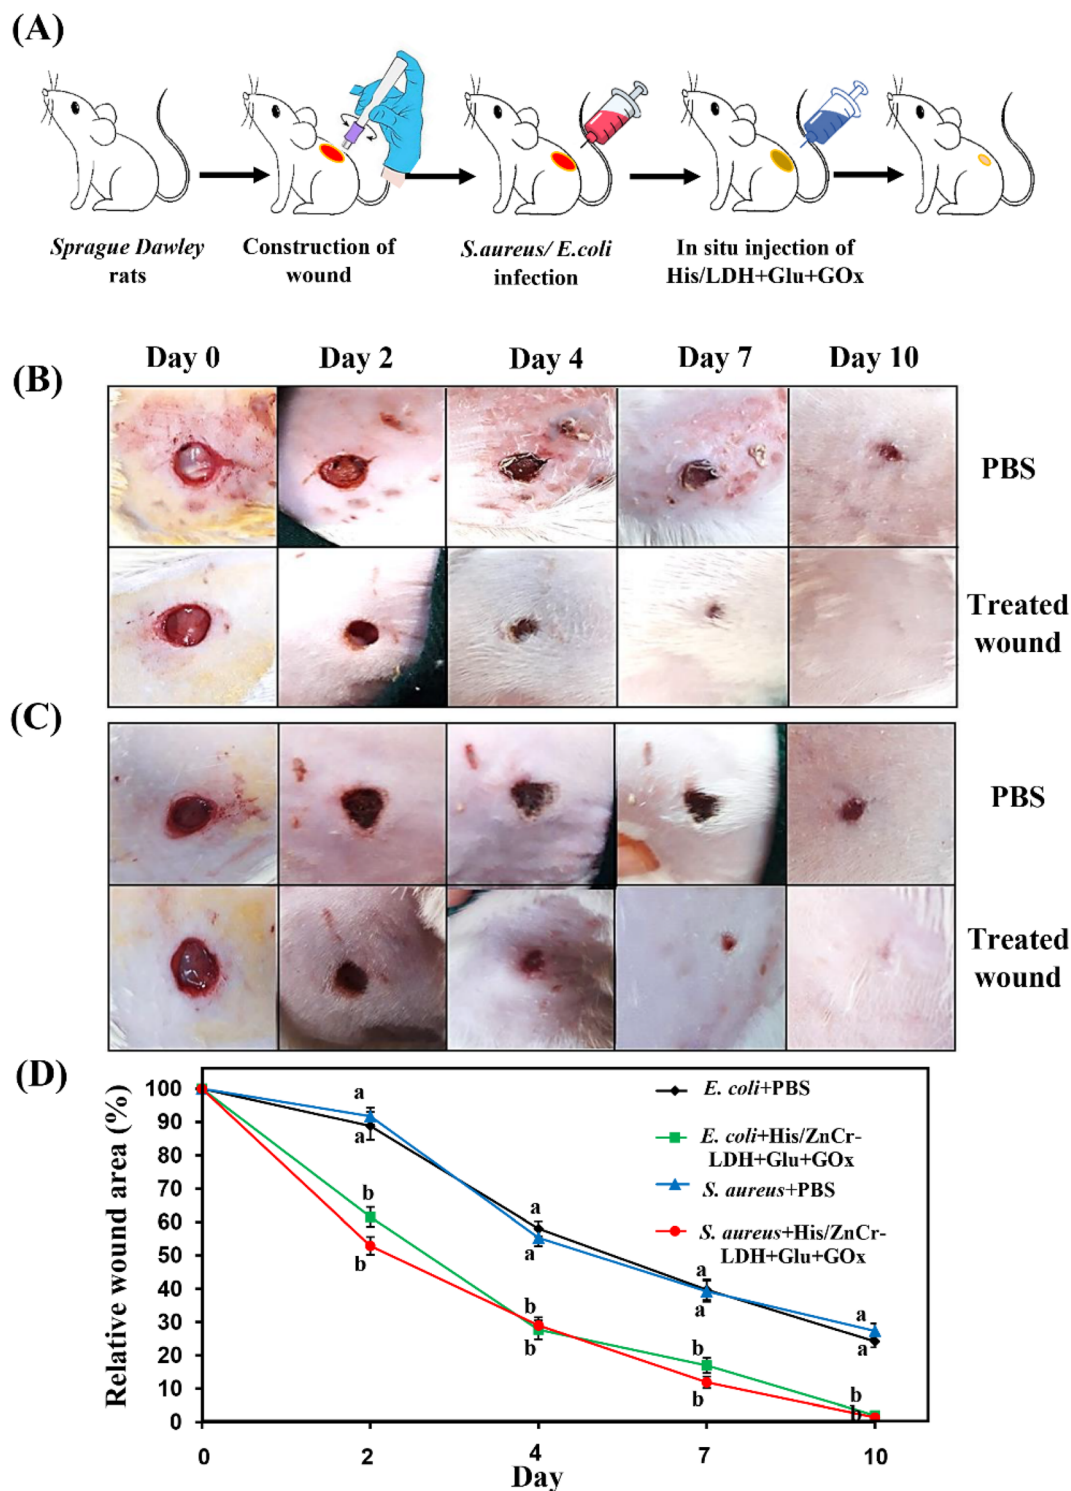 (A)
Sprague Dawley
rats
Construction of
wound
S.aureus/ E.coli
infection
In situ injection of
His/LDH+Glu+GOx
Day 0 Day 2 Day 4 Day 7 Day 10
(B)
PBS
Treated
wound
(C)
PBS
Treated
wound
(D)
Relative wound area (%)
100
90
80
70
60
50
40
30
20
10
0
a
a
b
b
a
a
b
b
a
a
b
b
a
a
b
b
E. coli+PBS
E. coli+His/ZnCr-
LDH+Glu+GOx
S. aureus+PBS
S. aureus+His/ZnCr-
LDH+Glu+GOx
0 2 4 7 10
Day